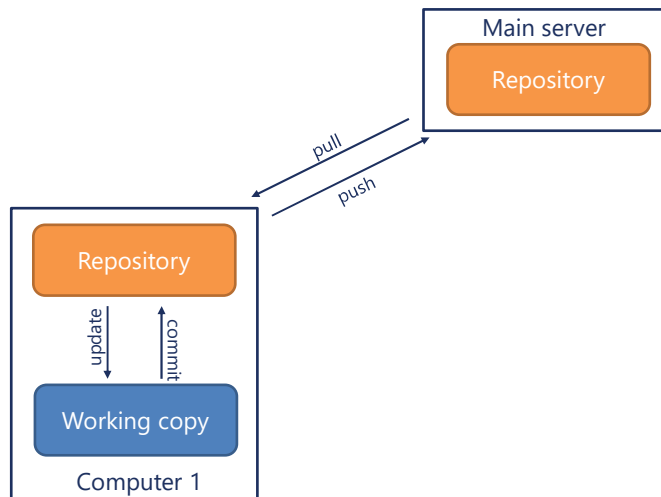 Main server
Repository
pull
push
Repository
update
commit
Working copy
Computer 1